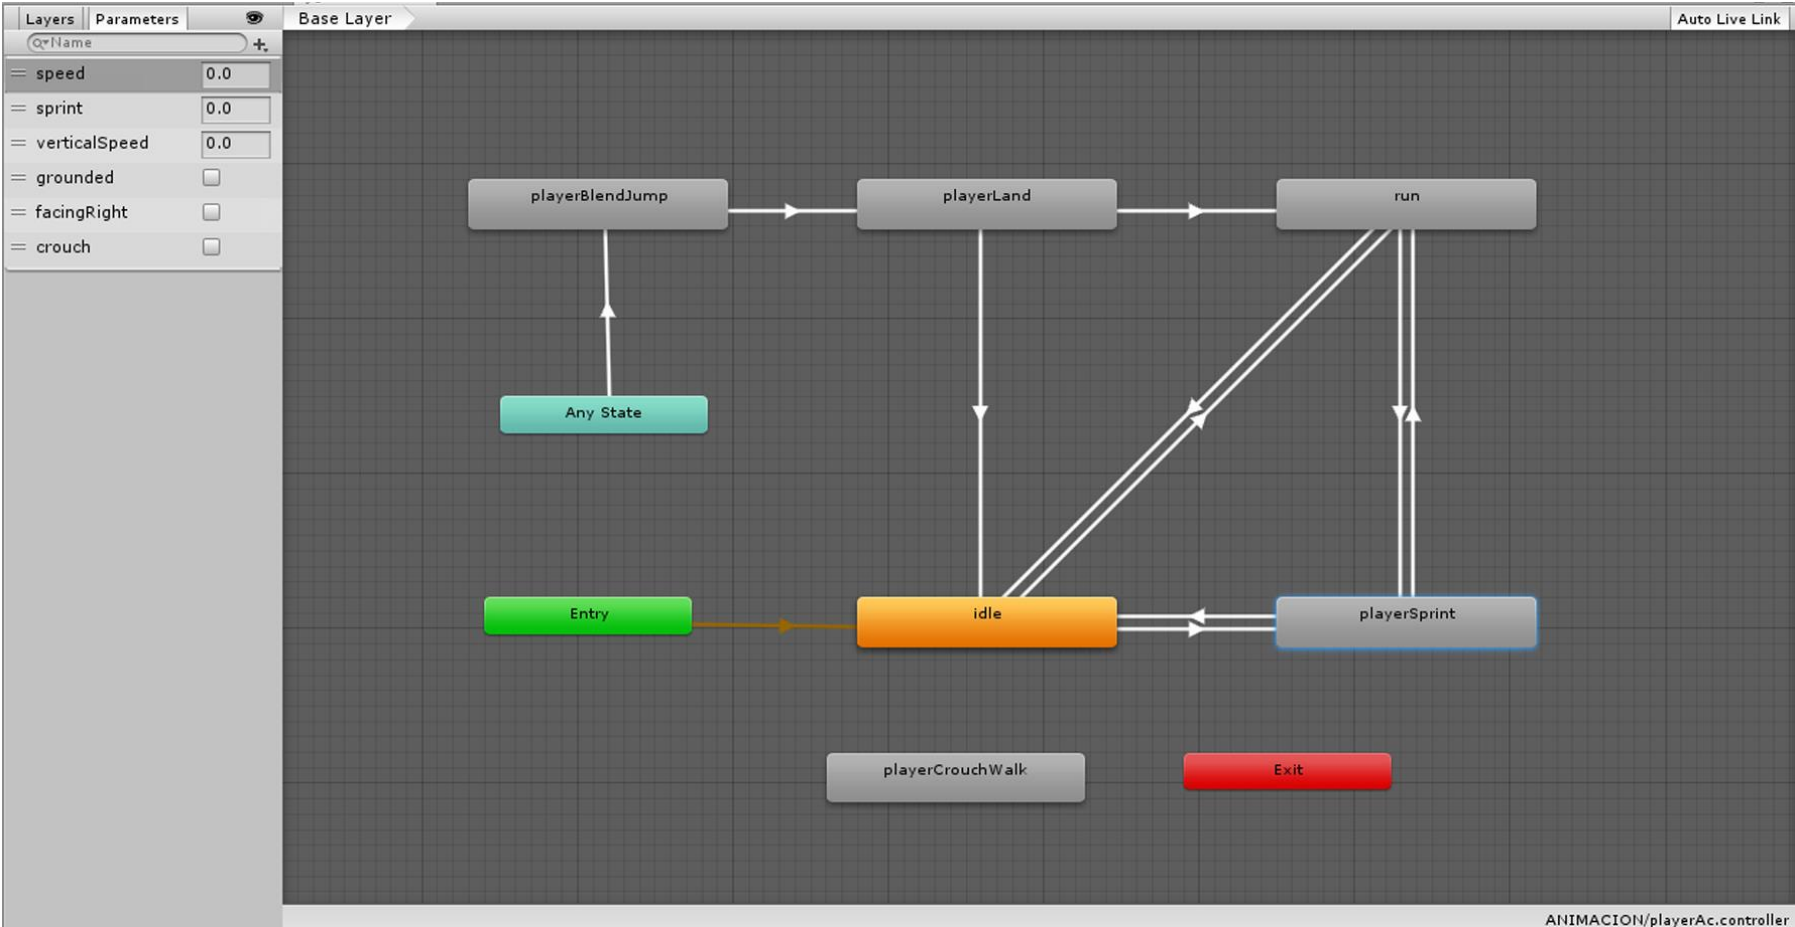 Layers Parameters
Base Layer
Auto Live Link
Name
speed 0.0
sprint 0.0
verticalSpeed 0.0
grounded
facingRight
crouch
playerBlendJump
playerLand
run
Any State
Entry
idle
playerSprint
playerCrouchWalk
Exit
ANIMACION/playerAc.controller